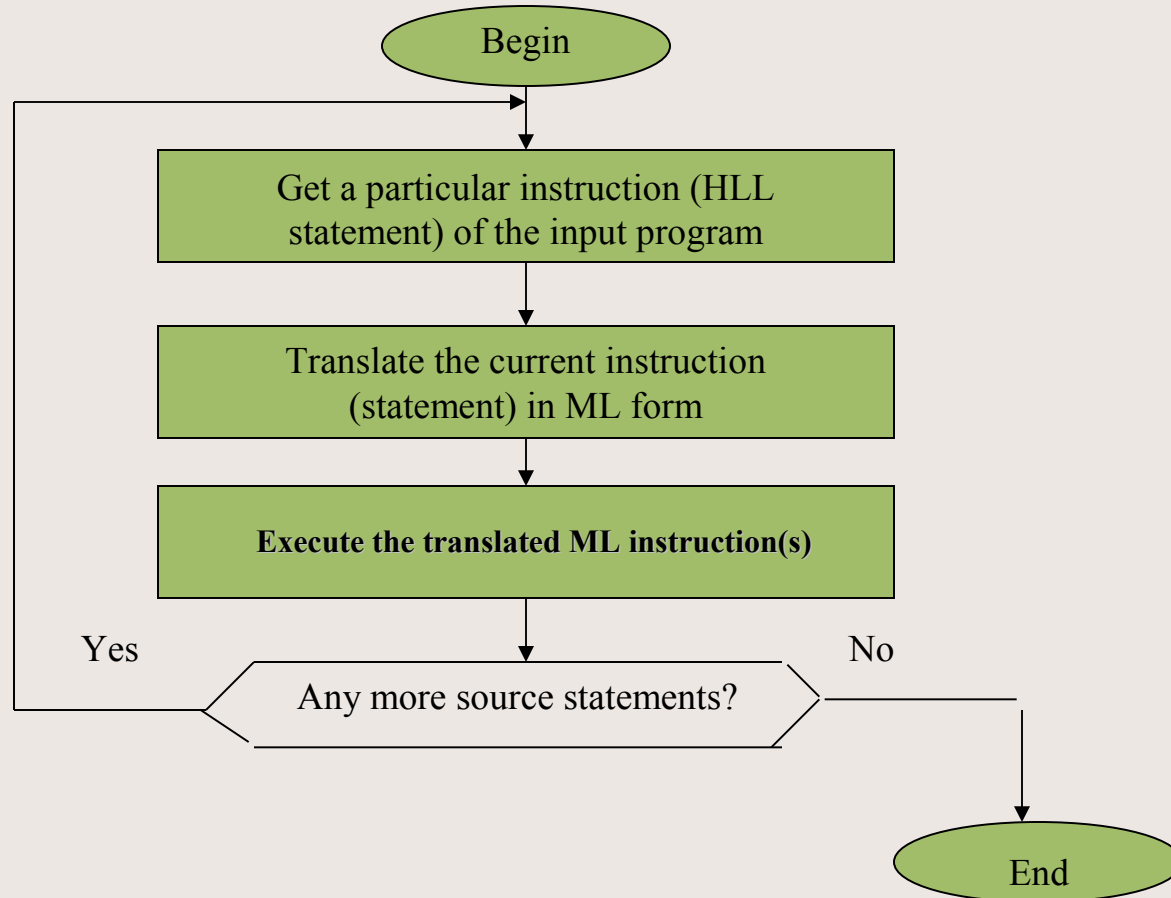 Begin
Get a particular instruction (HLL
statement) of the input program
Translate the current instruction
(statement) in ML form
Execute the translated ML instruction(s)
Yes
No
Any more source statements?
End